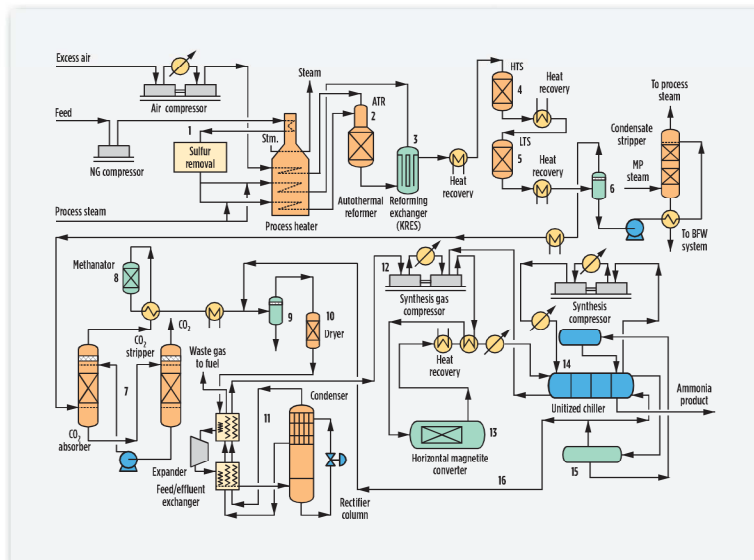 Excess air
Air compressor
Feed
NG compressor
1
Sulfur
removal
Process steam
Stm.
Steam
Process heater
ATR
2
Autothermal
reformer
3
Reforming
exchanger
(KRES)
Heat
recovery
HTS
4
Heat
recovery
LTS
5
Heat
recovery
6
To process
steam
Condensate
stripper
MP
steam
To BFW
system
Methanator
8
CO2
stripper
CO2
7
CO2
absorber
9
10
Dryer
Waste gas
to fuel
11
Condenser
Expander
Feed/effluent
exchanger
Rectifier
column
12
Synthesis gas
compressor
Heat
recovery
13
Horizontal magnetite
converter
Synthesis
compressor
14
Unitized chiller
Ammonia
product
15
16